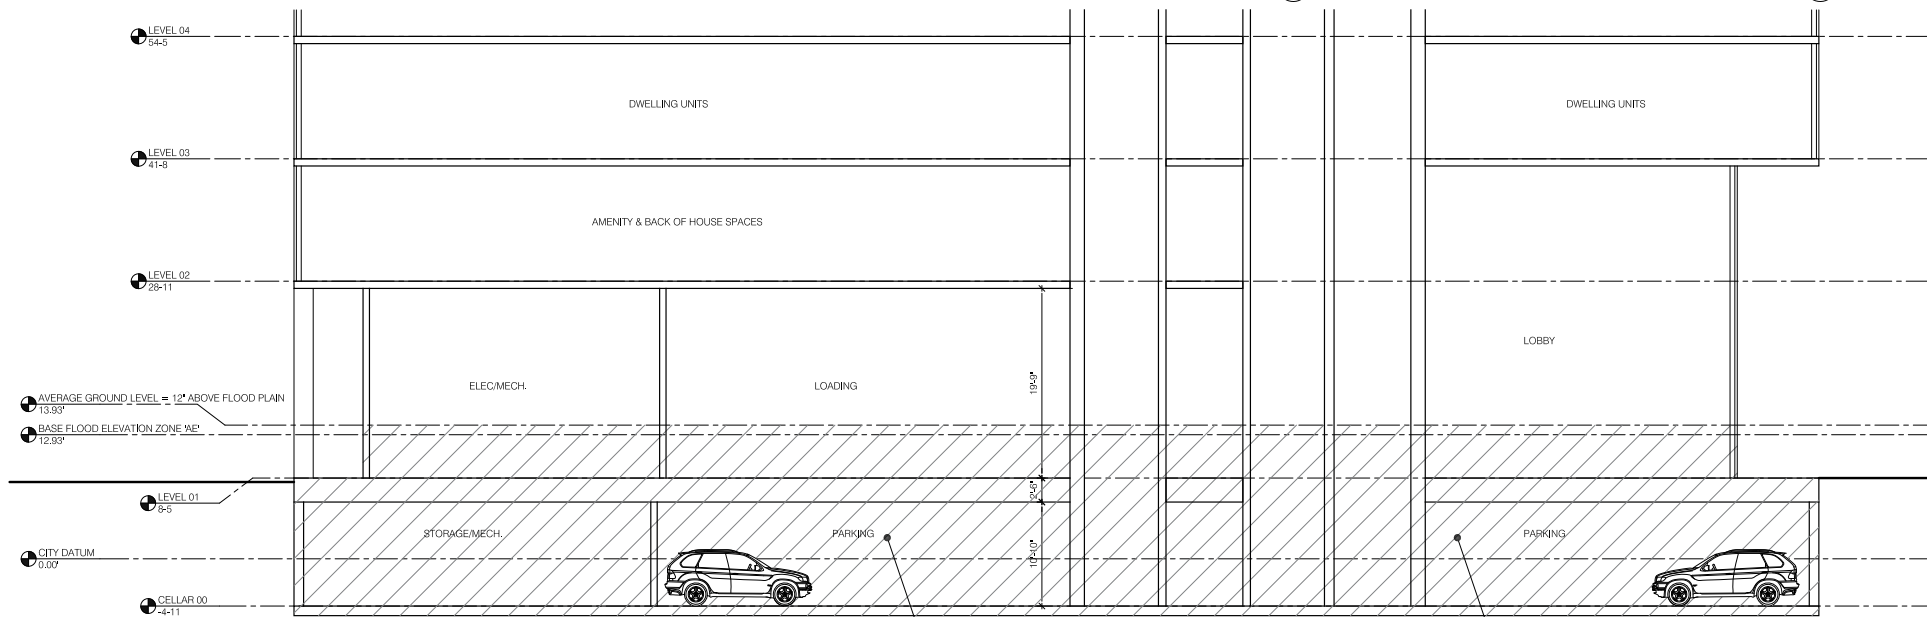 LEVEL 04
54-5
DWELLING UNITS
DWELLING UNITS
LEVEL 03
41-8
AMENITY & BACK OF HOUSE SPACES
LEVEL 02
28-11
LOBBY
ELEC/MECH.
LOADING
19'-9"
AVERAGE GROUND LEVEL = 12" ABOVE FLOOD PLAIN
13.93'
BASE FLOOD ELEVATION ZONE 'AE'
12.93'
2'-6"
LEVEL 01
8-5
STORAGE/MECH.
PARKING
PARKING
10'-10"
CITY DATUM
0.00'
CELLAR 00
-4-11